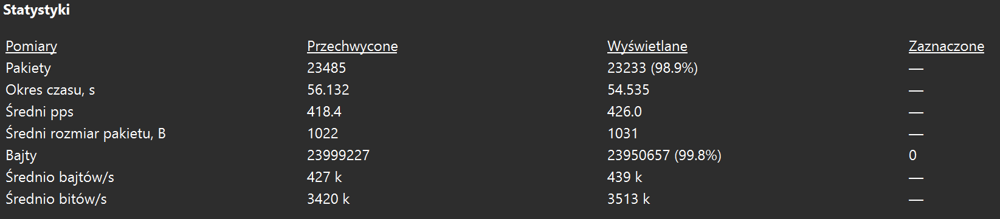 Statystyki
Pomiary Przechwycone Wyświetlane Zaznaczone
Pakiety 23485 23233 (98.9%) —
Okres czasu, s 56.132 54.535 —
Średni pps 418.4 426.0 —
Średni rozmiar pakietu, B 1022 1031 —
Bajty 23999227 23950657 (99.8%) 0
Średnio bajtów/s 427 k 439 k —
Średnio bitów/s 3420 k 3513 k —